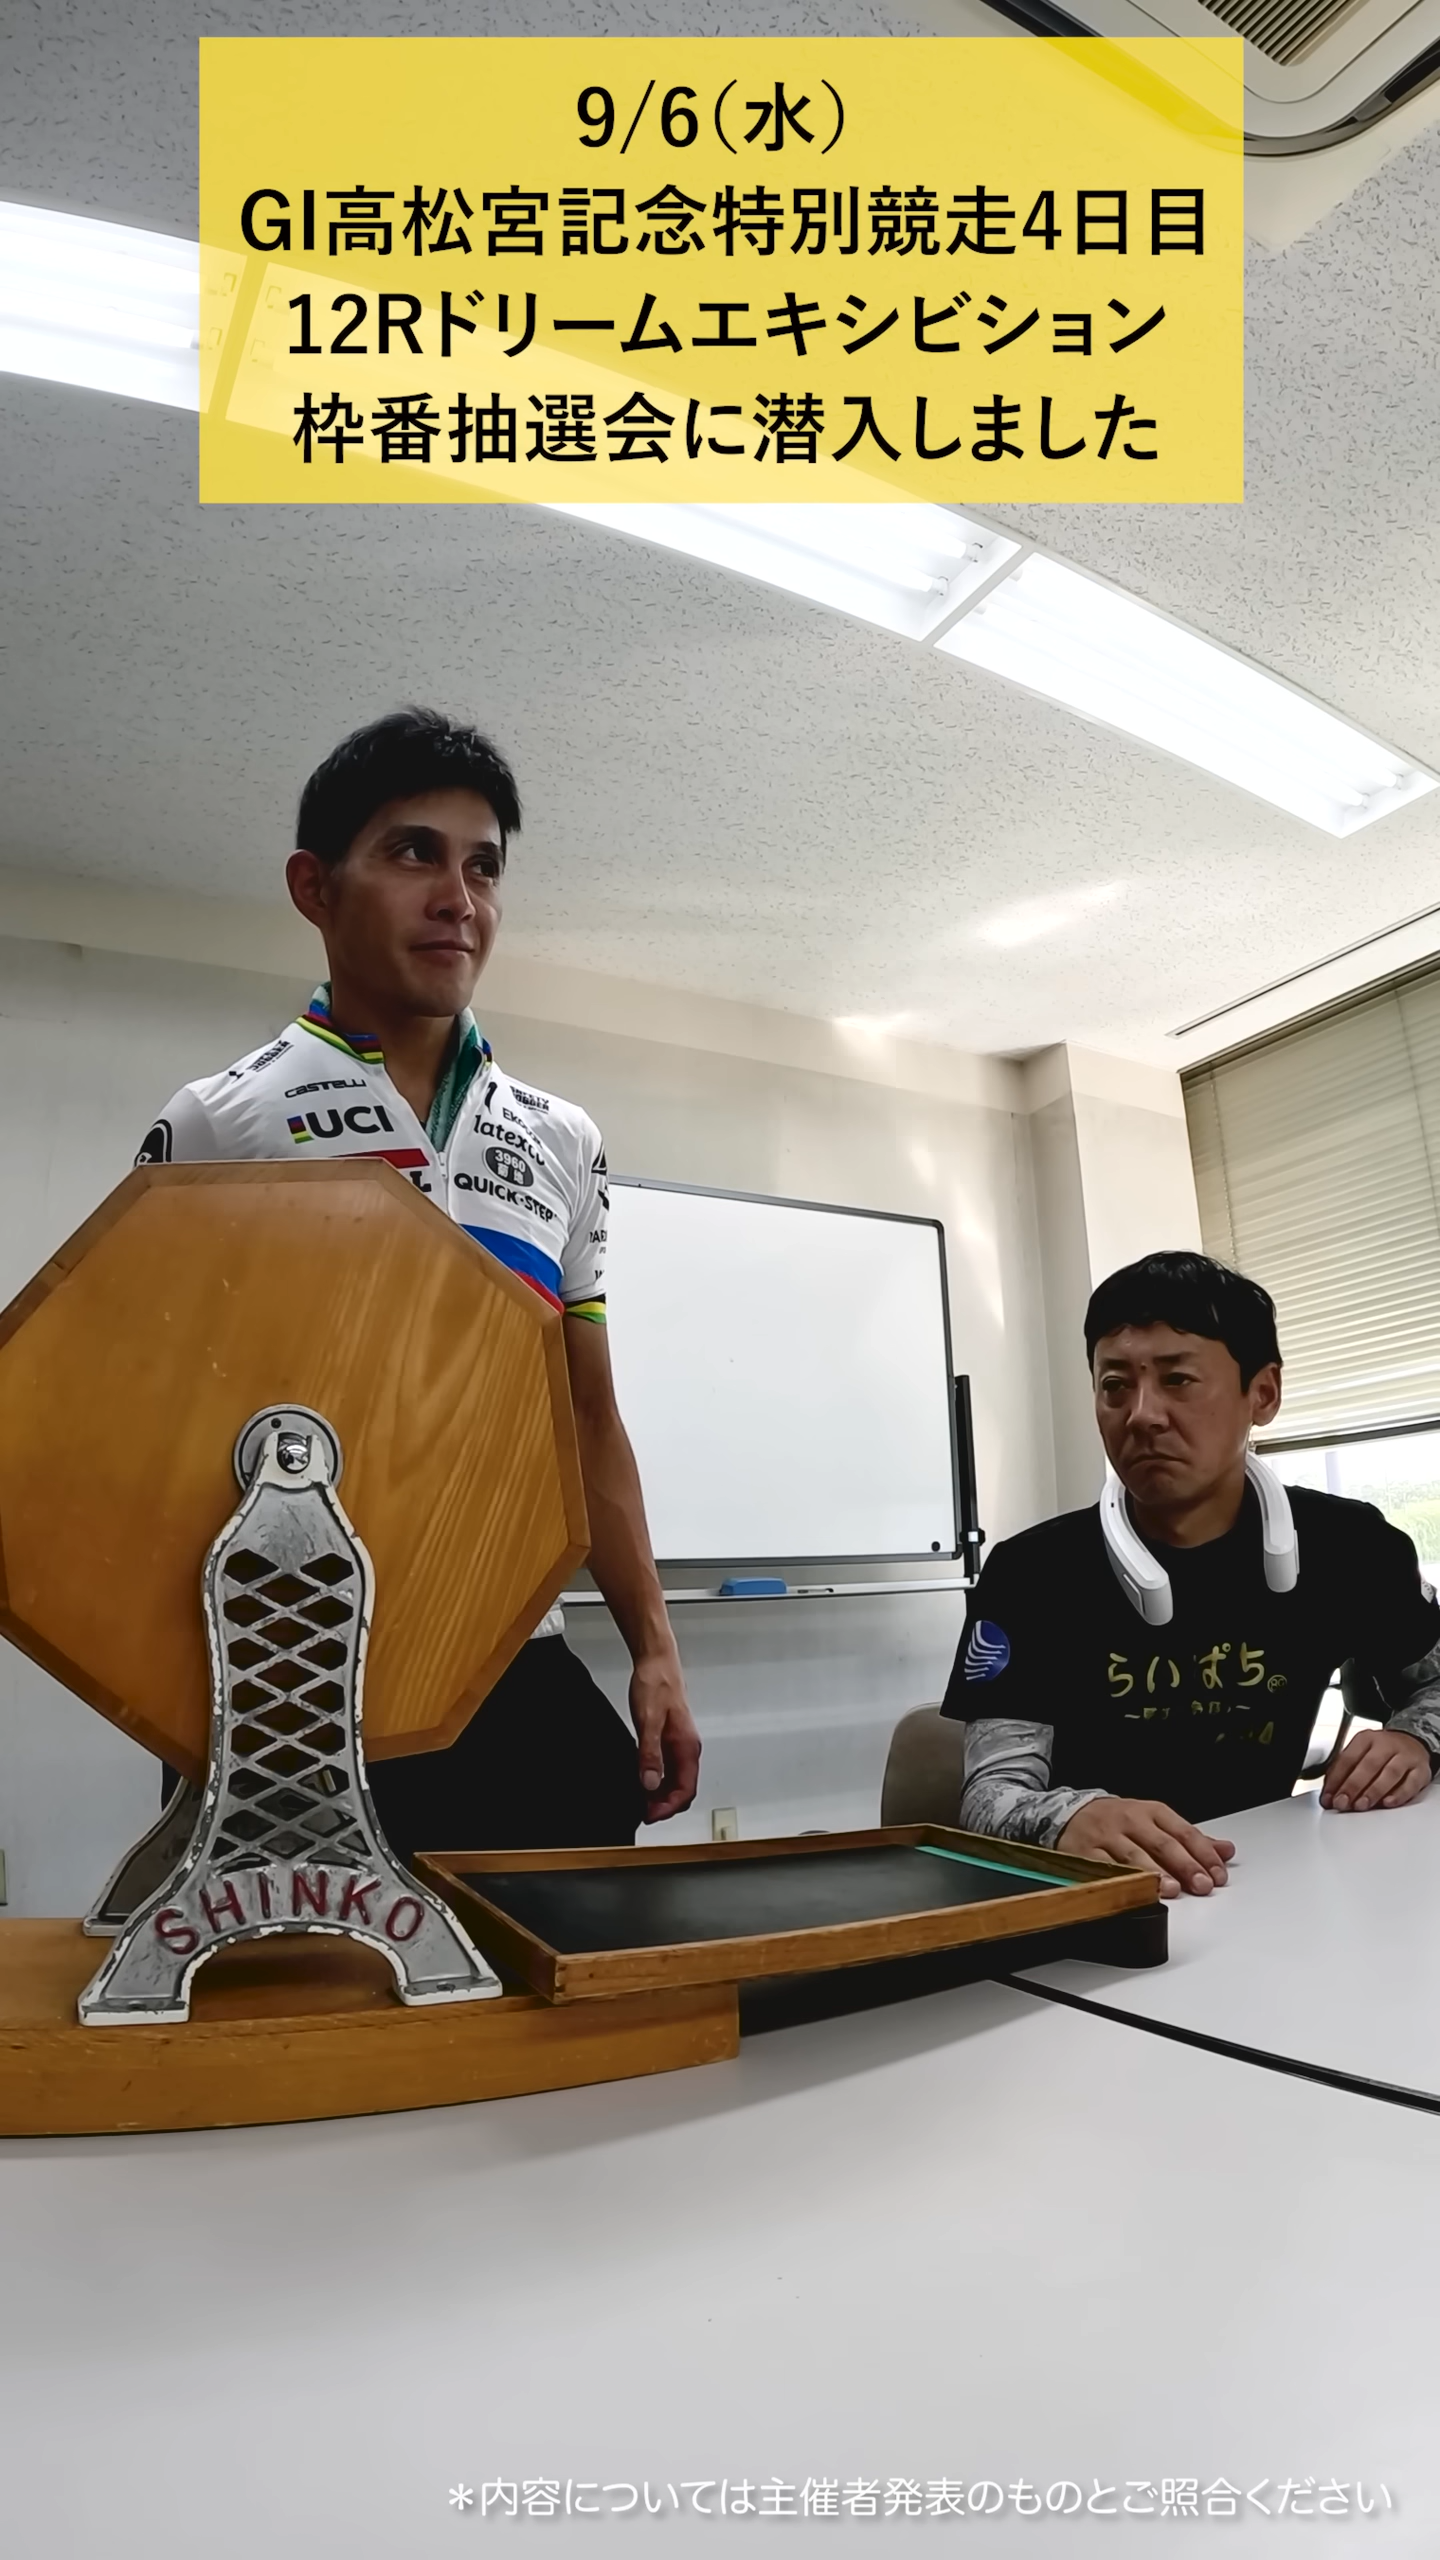 9/6(水)
GI高松宮記念特別競走4日目
12Rドリームエキシビション
枠番抽選会に潜入しました
CASTELLI
UCI
latexco
3960
QUICK-STEP
らいぱち
SHINKO
＊内容については主催者発表のものとご照合ください